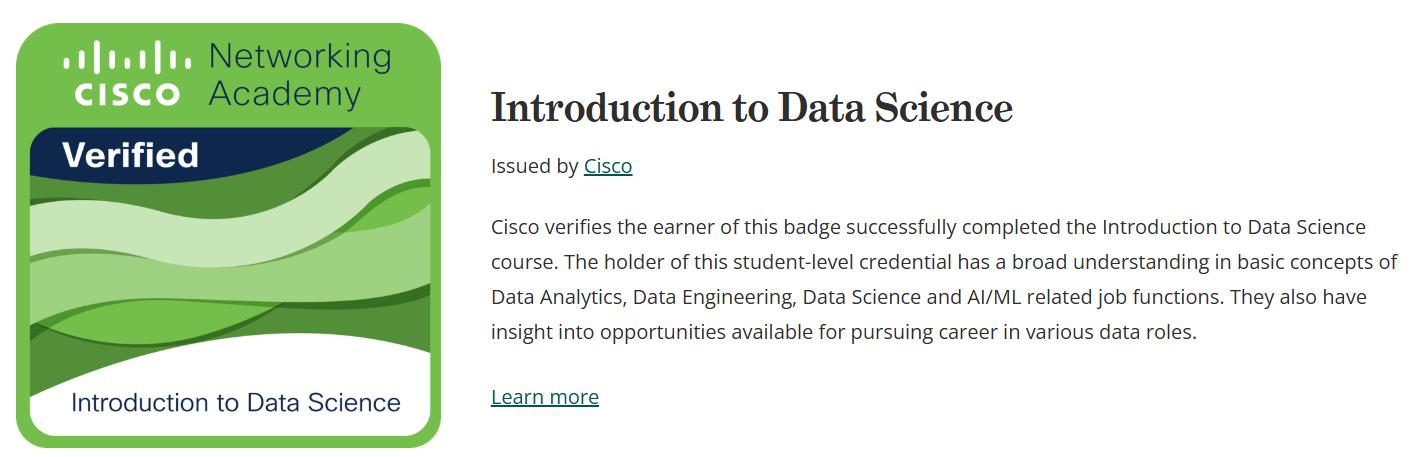 CISCO
Networking
Academy
Verified
Introduction to Data Science
Introduction to Data Science
Issued by Cisco
Cisco verifies the earner of this badge successfully completed the Introduction to Data Science
course. The holder of this student-level credential has a broad understanding in basic concepts of
Data Analytics, Data Engineering, Data Science and AI/ML related job functions. They also have
insight into opportunities available for pursuing career in various data roles.
Learn more